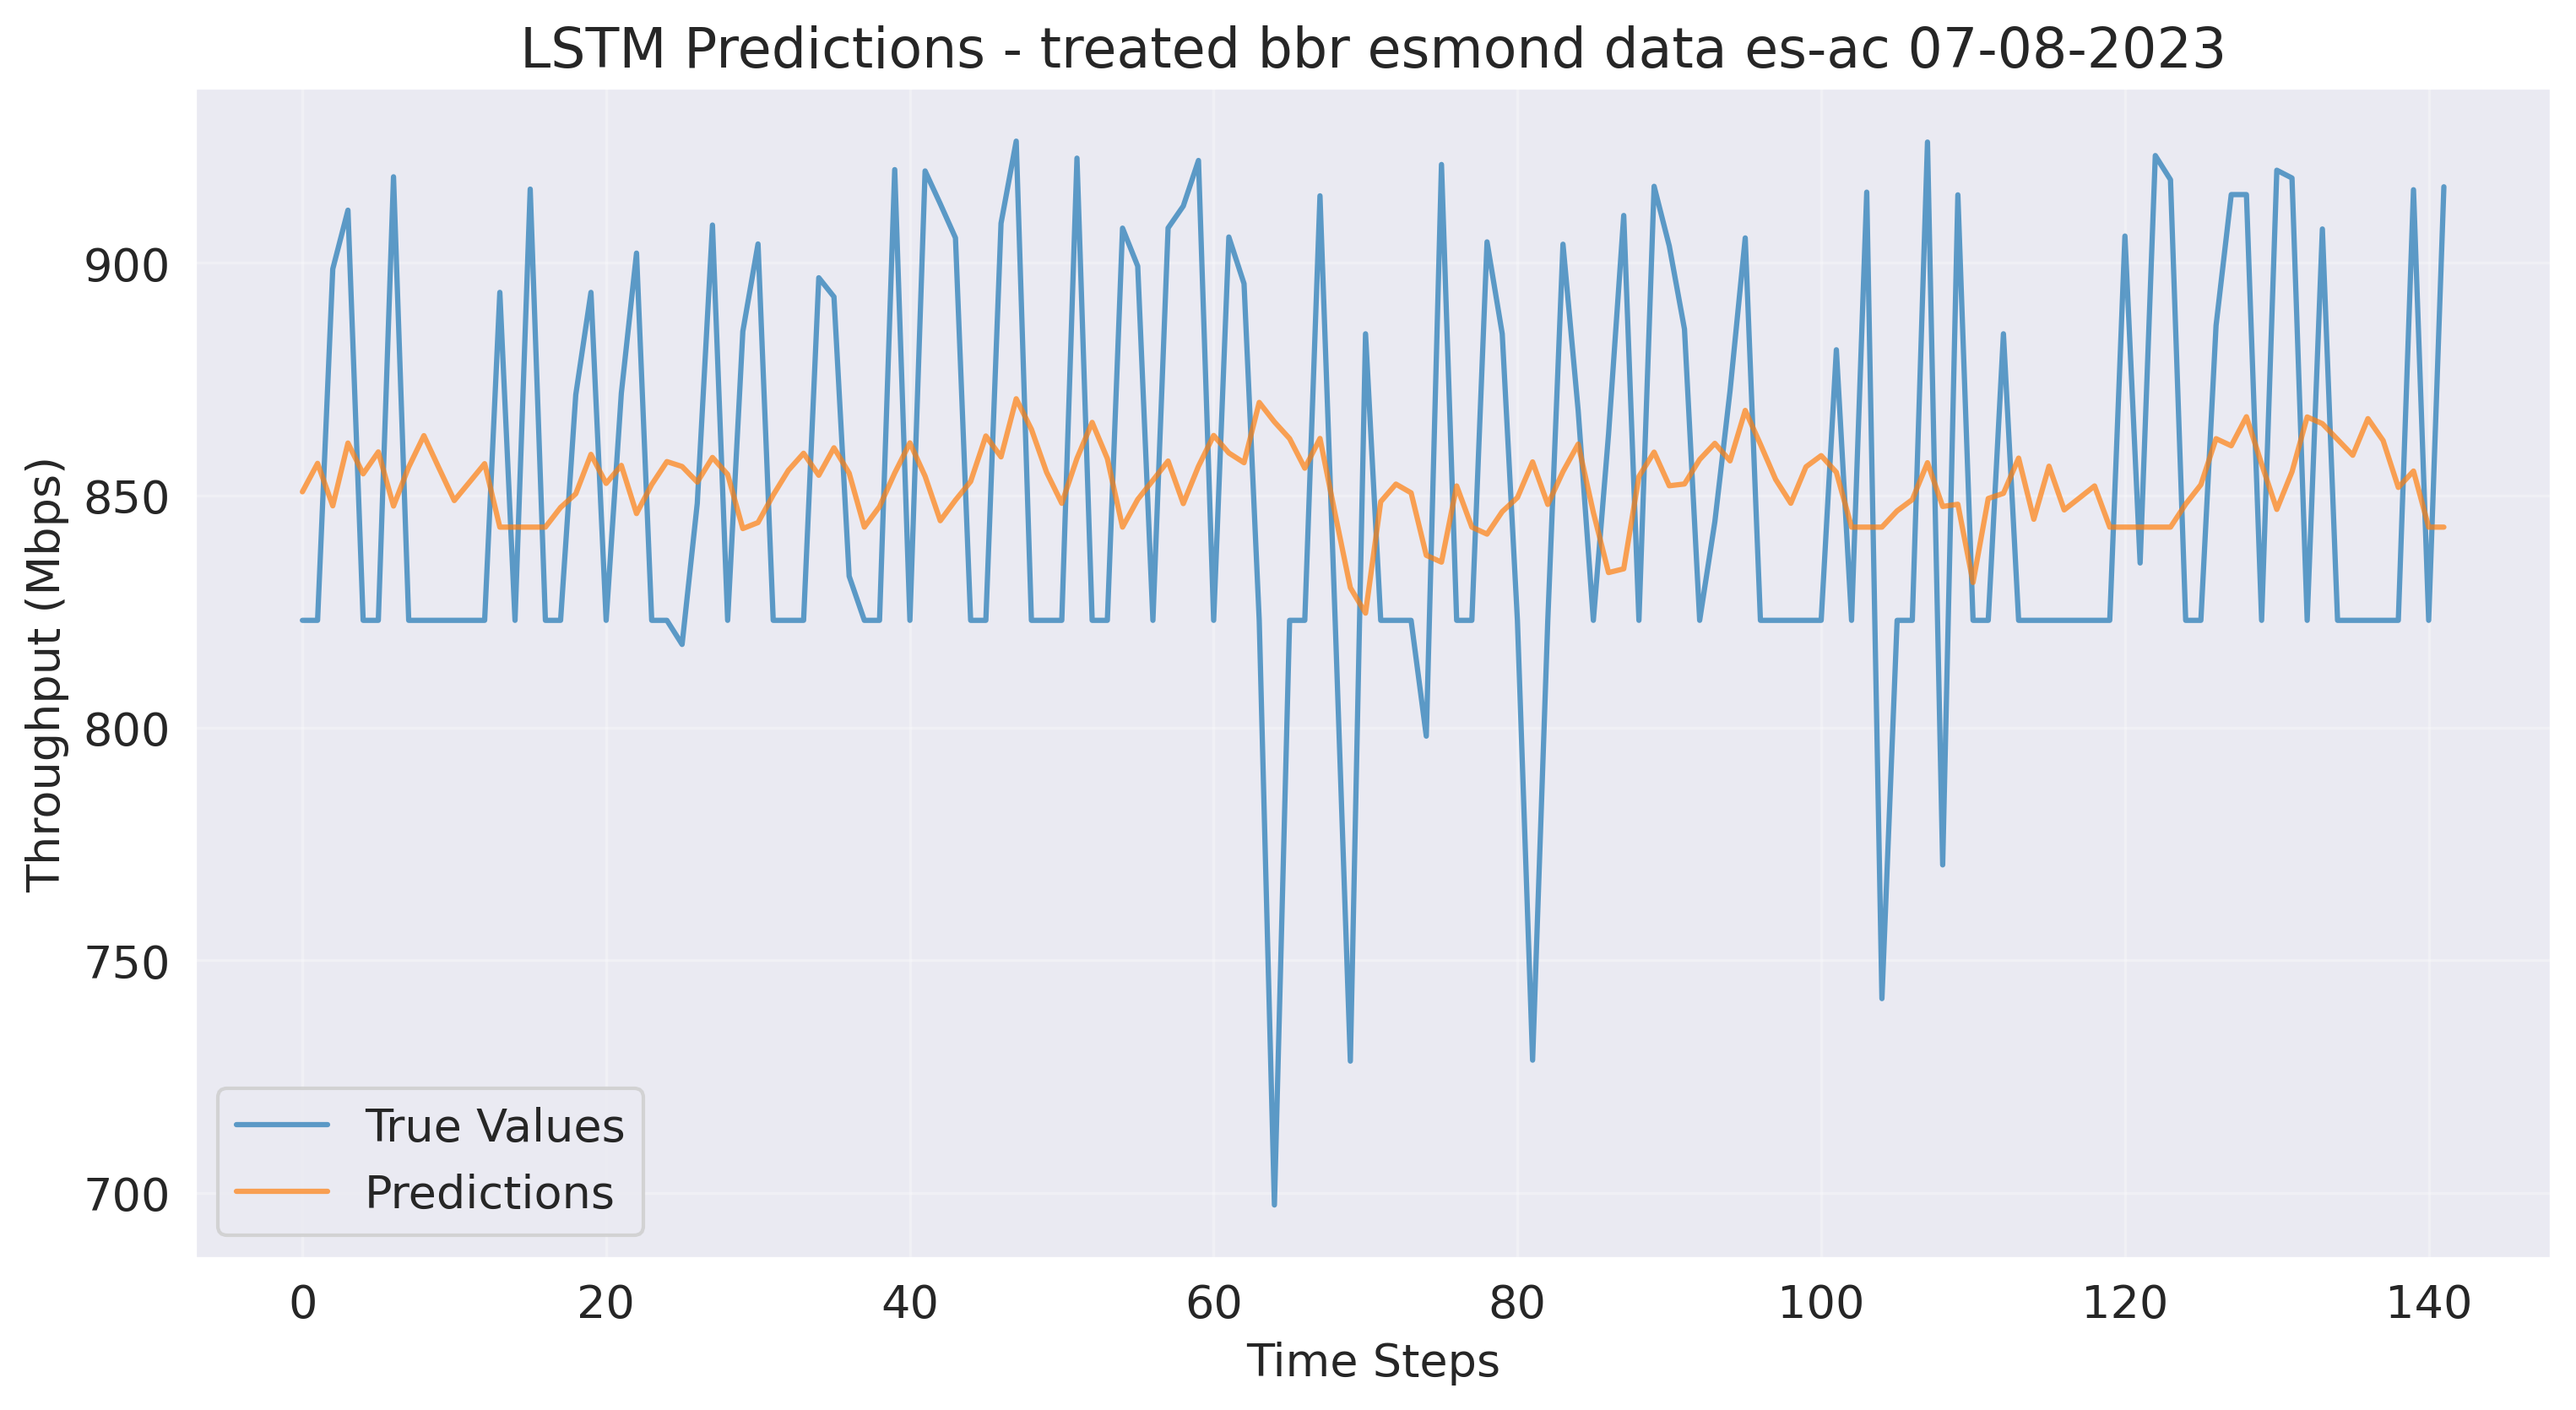 LSTM Predictions - treated bbr esmond data es-ac 07-08-2023
Throughput (Mbps)
900
850
800
750
700
True Values
Predictions
0 20 40 60 80 100 120 140
Time Steps